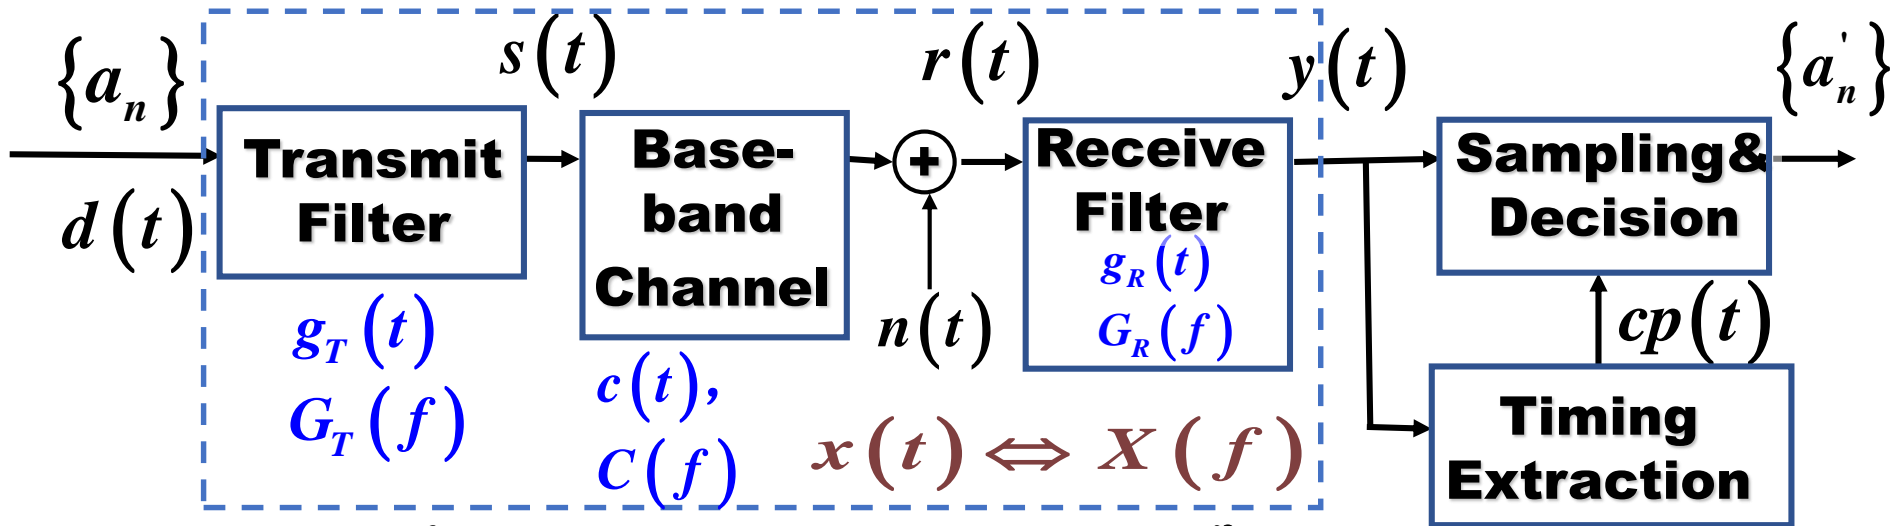 {a_n}
d(t)
Transmit
Filter
g_T(t)
G_T(f)
s(t)
Base-
band
Channel
c(t),
C(f)
+
n(t)
r(t)
Receive
Filter
g_R(t)
G_R(f)
x(t) ⇔ X(f)
y(t)
Sampling&
Decision
cp(t)
Timing
Extraction
{a'_n}